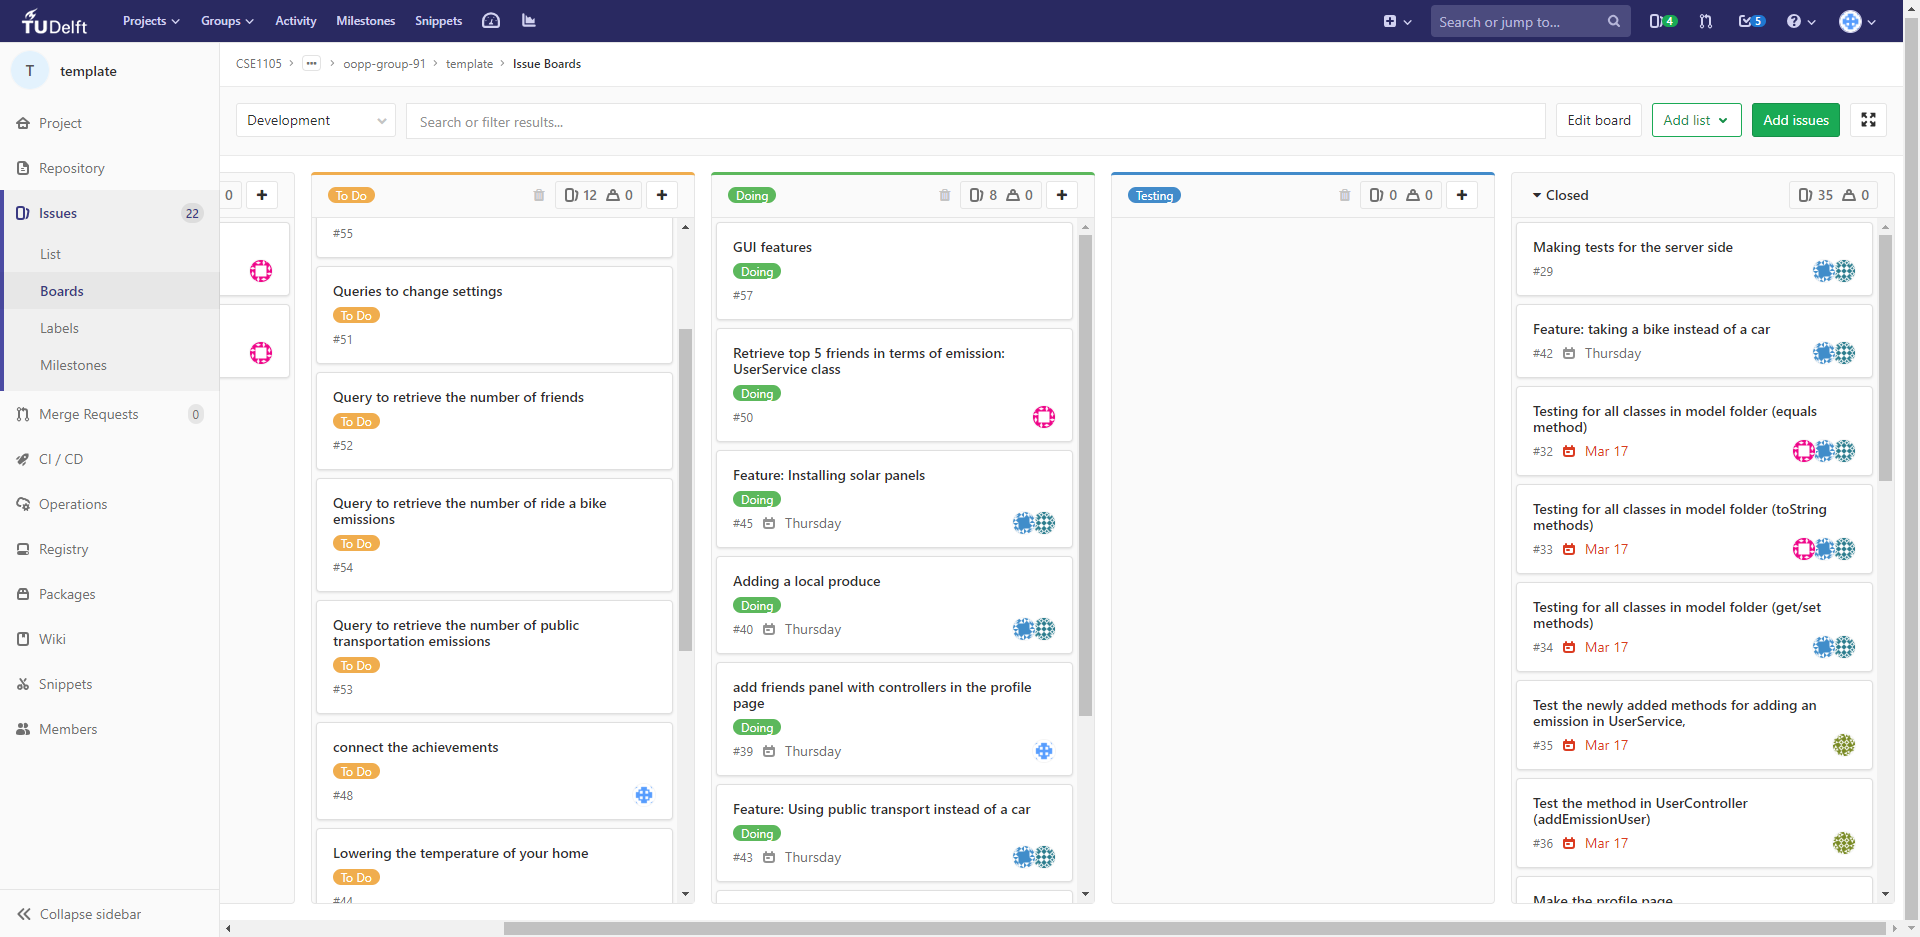 TUDelft
Projects
Groups
Activity
Milestones
Snippets
Search or jump to...
4
5
T
template
CSE1105
oopp-group-91
template
Issue Boards
Project
Repository
Issues
22
List
Boards
Labels
Milestones
Merge Requests
0
CI / CD
Operations
Registry
Packages
Wiki
Snippets
Members
Collapse sidebar
Development
Search or filter results...
Edit board
Add list
Add issues
0
To Do
12
0
#55
Queries to change settings
To Do
#51
Query to retrieve the number of friends
To Do
#52
Query to retrieve the number of ride a bike
emissions
To Do
#54
Query to retrieve the number of public
transportation emissions
To Do
#53
connect the achievements
To Do
#48
Lowering the temperature of your home
To Do
#44
Doing
8
0
GUI features
Doing
#57
Retrieve top 5 friends in terms of emission:
UserService class
Doing
#50
Feature: Installing solar panels
Doing
#45 Thursday
Adding a local produce
Doing
#40 Thursday
add friends panel with controllers in the profile
page
Doing
#39 Thursday
Feature: Using public transport instead of a car
Doing
#43 Thursday
Testing
0
0
Closed
35
0
Making tests for the server side
#29
Feature: taking a bike instead of a car
#42 Thursday
Testing for all classes in model folder (equals
method)
#32 Mar 17
Testing for all classes in model folder (toString
methods)
#33 Mar 17
Testing for all classes in model folder (get/set
methods)
#34 Mar 17
Test the newly added methods for adding an
emission in UserService,
#35 Mar 17
Test the method in UserController
(addEmissionUser)
#36 Mar 17
Make the profile page